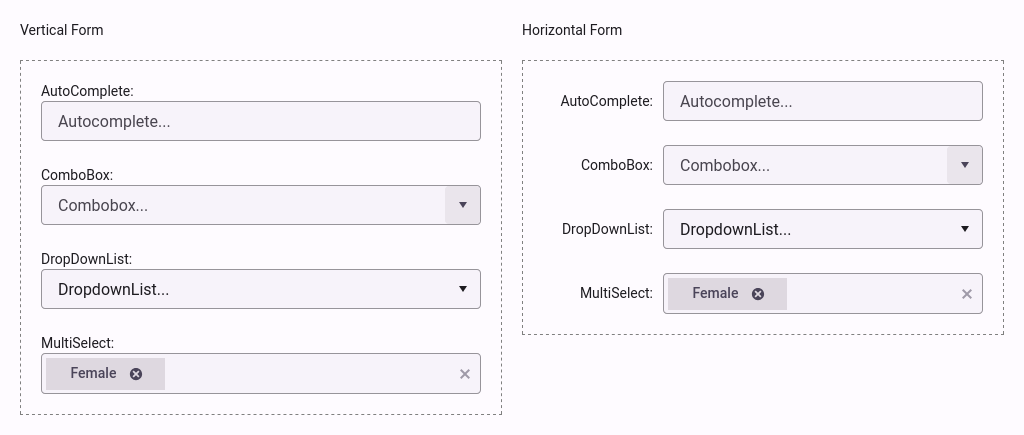 Vertical Form
AutoComplete:
Autocomplete...
ComboBox:
Combobox...
DropDownList:
DropdownList...
MultiSelect:
Female
Horizontal Form
AutoComplete:
Autocomplete...
ComboBox:
Combobox...
DropDownList:
DropdownList...
MultiSelect:
Female